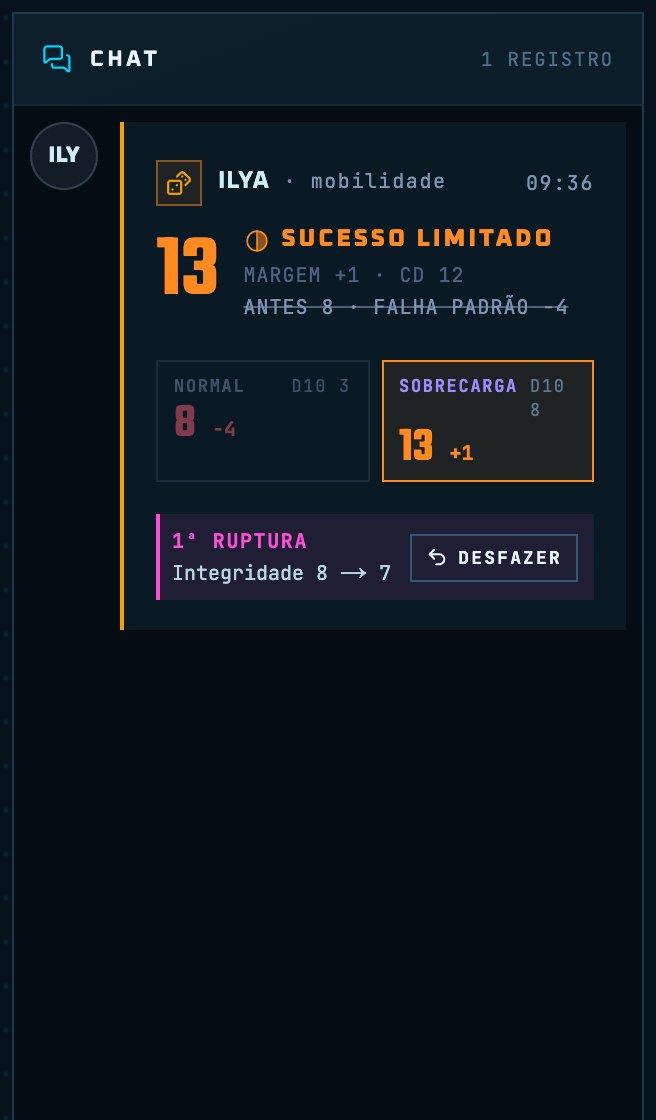 CHAT
1 REGISTRO
ILY
ILYA · mobilidade
09:36
13
SUCESSO LIMITADO
MARGEM +1 · CD 12
ANTES 8 · FALHA PADRÃO -4
NORMAL D10 3
8 -4
SOBRECARGA D10
8
13 +1
1ª RUPTURA
Integridade 8 ⟶ 7
DESFAZER